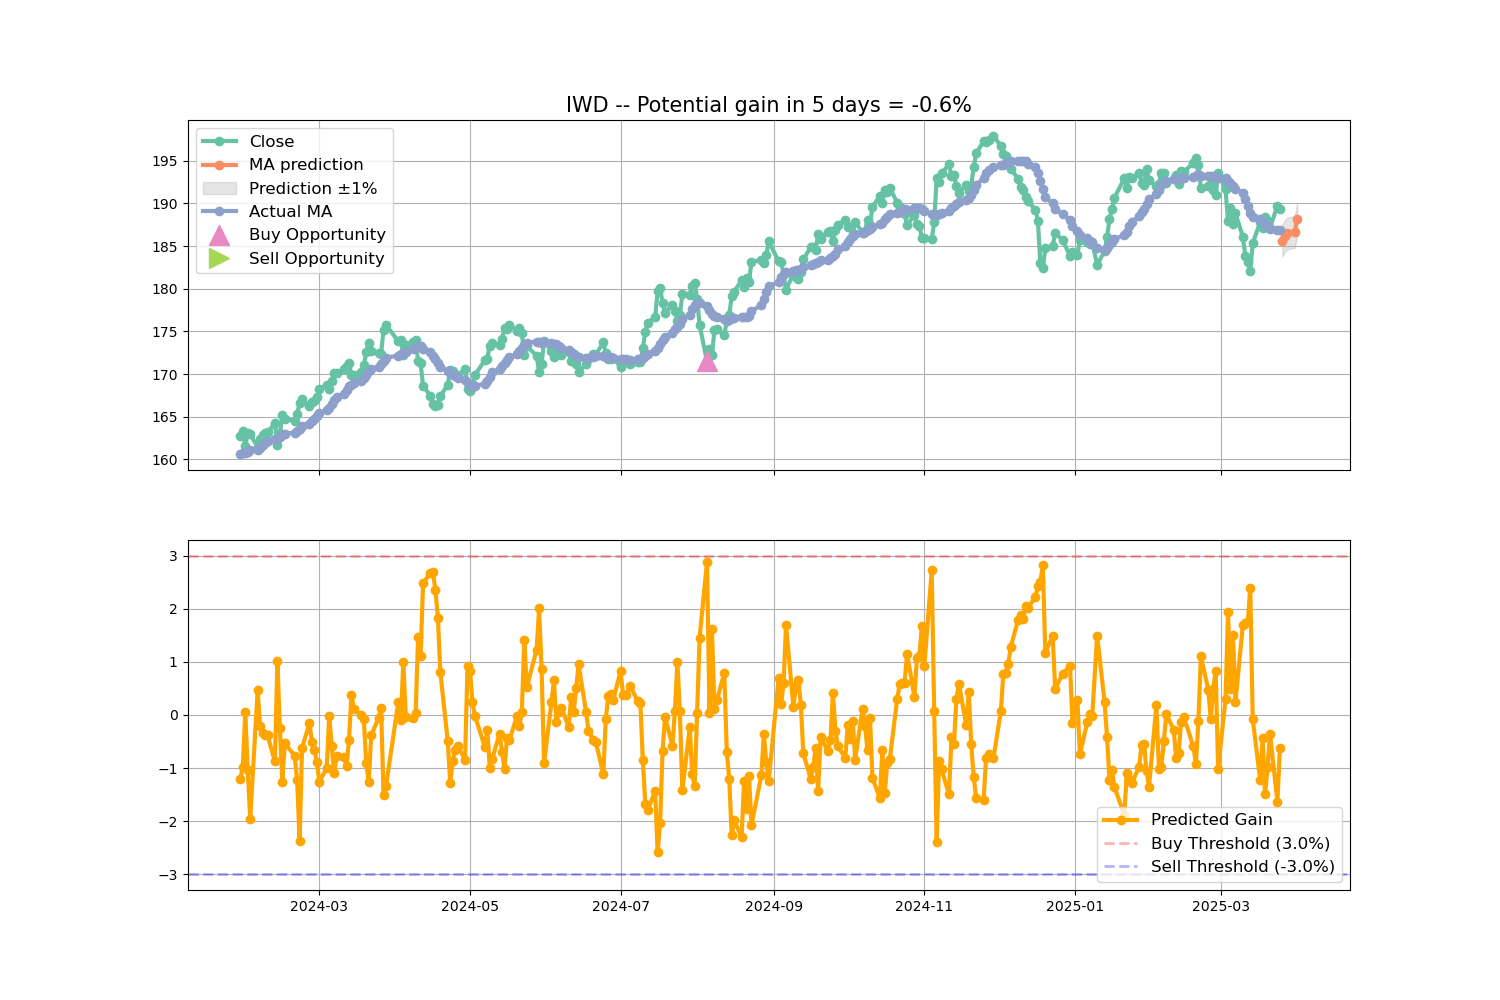 IWD -- Potential gain in 5 days = -0.6%
Close
MA prediction
Prediction ±1%
Actual MA
Buy Opportunity
Sell Opportunity
195
190
185
180
175
170
165
160
3
2
1
0
−1
−2
−3
Predicted Gain
Buy Threshold (3.0%)
Sell Threshold (-3.0%)
2024-03 2024-05 2024-07 2024-09 2024-11 2025-01 2025-03